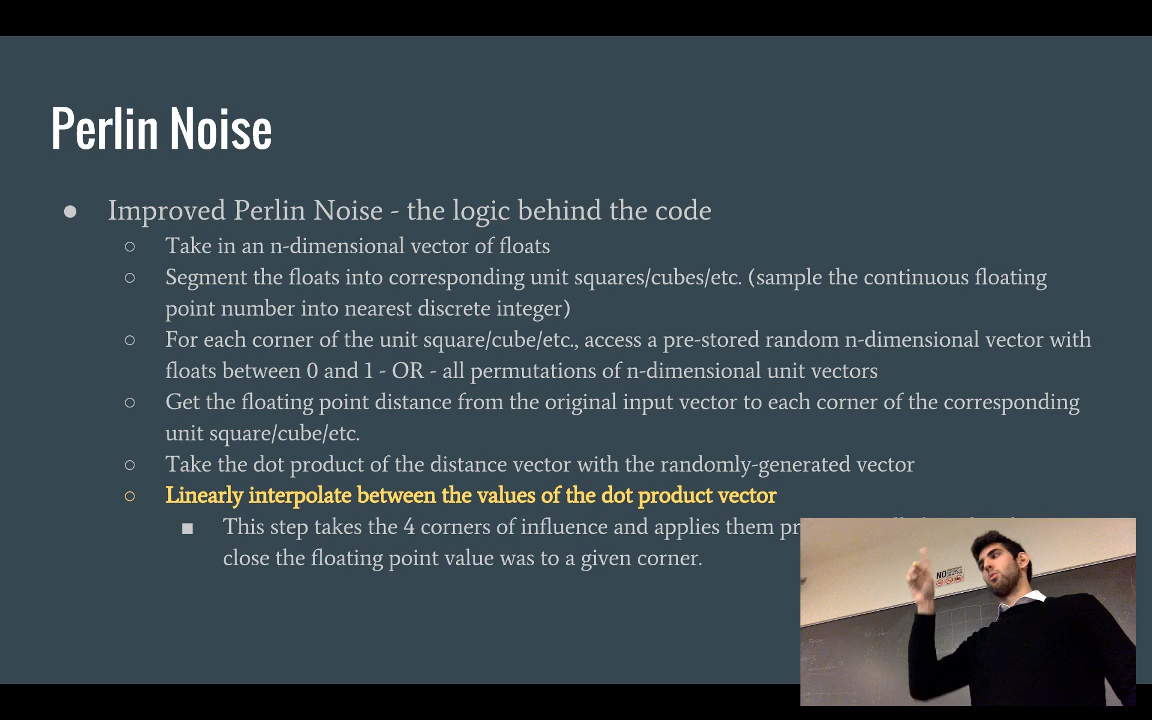 Perlin Noise
● Improved Perlin Noise - the logic behind the code
○ Take in an n-dimensional vector of floats
○ Segment the floats into corresponding unit squares/cubes/etc. (sample the continuous floating
point number into nearest discrete integer)
○ For each corner of the unit square/cube/etc., access a pre-stored random n-dimensional vector with
floats between 0 and 1 - OR - all permutations of n-dimensional unit vectors
○ Get the floating point distance from the original input vector to each corner of the corresponding
unit square/cube/etc.
○ Take the dot product of the distance vector with the randomly-generated vector
○ Linearly interpolate between the values of the dot product vector
■ This step takes the 4 corners of influence and applies them
close the floating point value was to a given corner.
NO